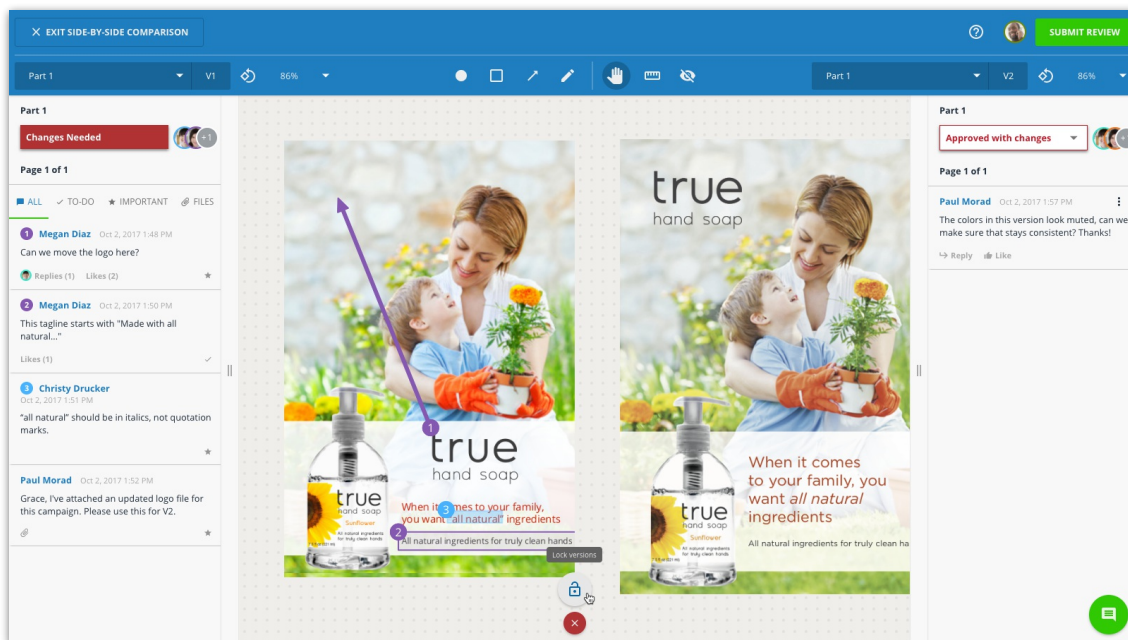 EXIT SIDE-BY-SIDE COMPARISON
SUBMIT REVIEW
Part 1
V1
86%
Part 1
V2
86%
Part 1
Changes Needed
+1
Page 1 of 1
ALL
TO-DO
IMPORTANT
FILES
1 Megan Diaz Oct 2, 2017 1:48 PM
Can we move the logo here?
Replies (1) Likes (2)
2 Megan Diaz Oct 2, 2017 1:50 PM
This tagline starts with "Made with all
natural..."
Likes (1)
3 Christy Drucker
Oct 2, 2017 1:51 PM
"all natural" should be in italics, not quotation
marks.
Paul Morad Oct 2, 2017 1:52 PM
Grace, I've attached an updated logo file for
this campaign. Please use this for V2.
1
true
hand soap
3
When it comes to your family,
you want "all natural" ingredients
2
All natural ingredients for truly clean hands
true
hand soap
Sunflower
All natural ingredients
for truly clean hands
Lock versions
true
hand soap
When it comes
to your family, you
want all natural
ingredients
All natural ingredients for truly clean ha
true
hand soap
Sunflower
All natural ingredients
for truly clean hands
Part 1
Approved with changes
Page 1 of 1
Paul Morad Oct 2, 2017 1:57 PM
The colors in this version look muted, can we
make sure that stays consistent? Thanks!
Reply Like